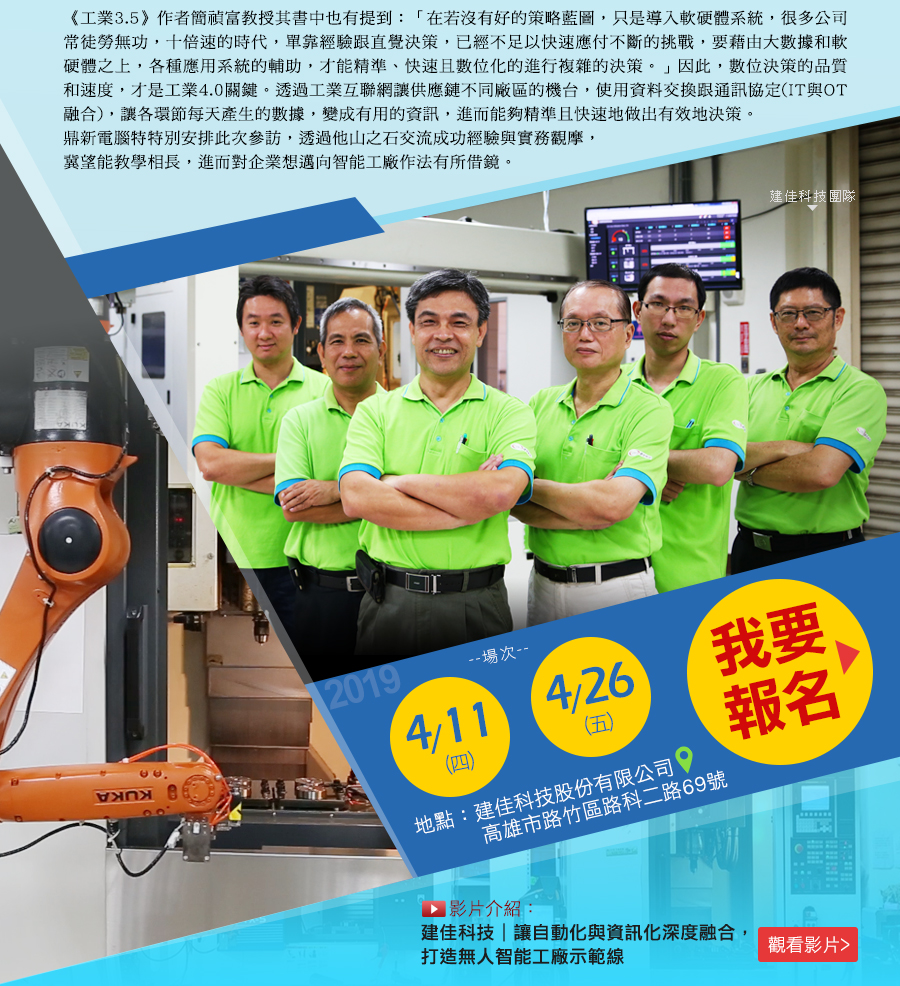 《工業3.5》作者簡禎富教授其書中也有提到：「在若沒有好的策略藍圖，只是導入軟硬體系統，很多公司
常徒勞無功，十倍速的時代，單靠經驗跟直覺決策，已經不足以快速應付不斷的挑戰，要藉由大數據和軟
硬體之上，各種應用系統的輔助，才能精準、快速且數位化的進行複雜的決策。」因此，數位決策的品質
和速度，才是工業4.0關鍵。透過工業互聯網讓供應鏈不同廠區的機台，使用資料交換跟通訊協定(IT與OT
融合)，讓各環節每天產生的數據，變成有用的資訊，進而能夠精準且快速地做出有效地決策。
鼎新電腦特特別安排此次參訪，透過他山之石交流成功經驗與實務觀摩，
冀望能教學相長，進而對企業想邁向智能工廠作法有所借鏡。
建佳科技團隊
KUKA
--場次--
2019
4/11
(四)
4/26
(五)
我要
報名
地點：建佳科技股份有限公司
高雄市路竹區路科二路69號
KUKA
影片介紹：
建佳科技｜讓自動化與資訊化深度融合，
打造無人智能工廠示範線
觀看影片>